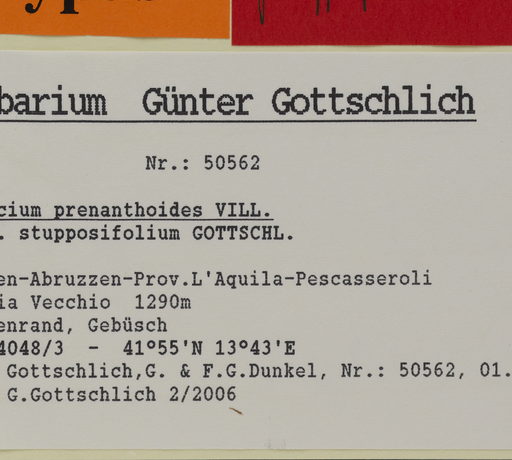 barium Günter Gottschlich
Nr.: 50562
cium prenanthoides VILL.
. stupposifolium GOTTSCHL.
en-Abruzzen-Prov.L'Aquila-Pescasseroli
ia Vecchio 1290m
enrand, Gebüsch
4048/3 - 41°55'N 13°43'E
Gottschlich,G. & F.G.Dunkel, Nr.: 50562, 01.
G.Gottschlich 2/2006